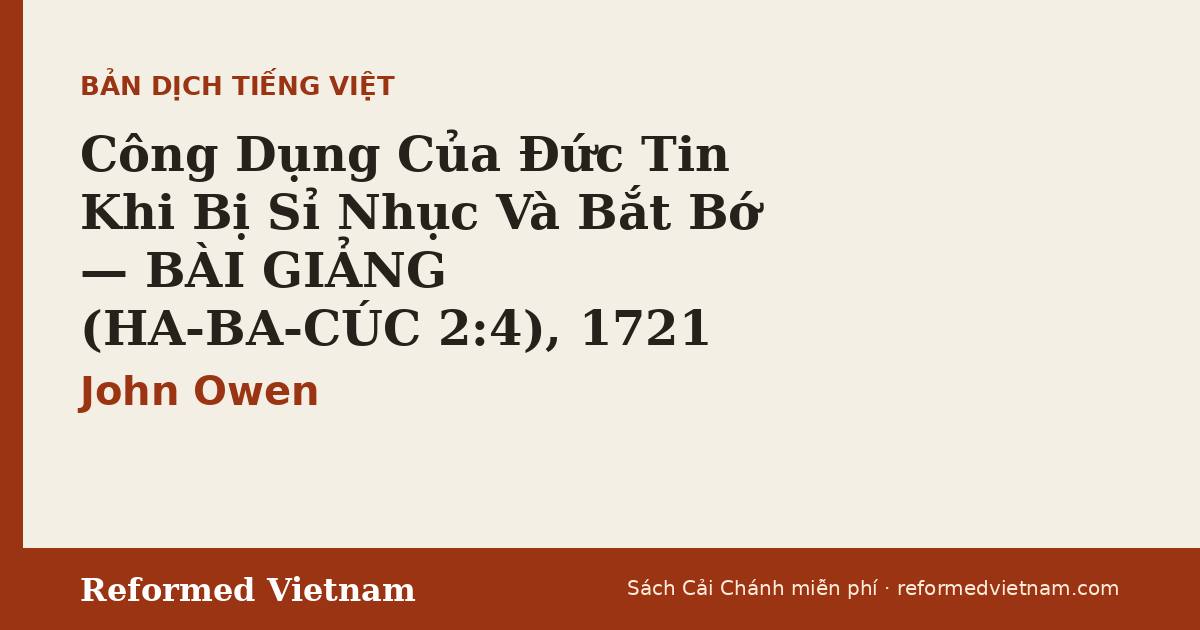 BẢN DỊCH TIẾNG VIỆT
Công Dụng Của Đức Tin
Khi Bị Sỉ Nhục Và Bắt Bớ
— BÀI GIẢNG
(HA-BA-CÚC 2:4), 1721
John Owen
Reformed Vietnam
Sách Cải Chánh miễn phí · reformedvietnam.com